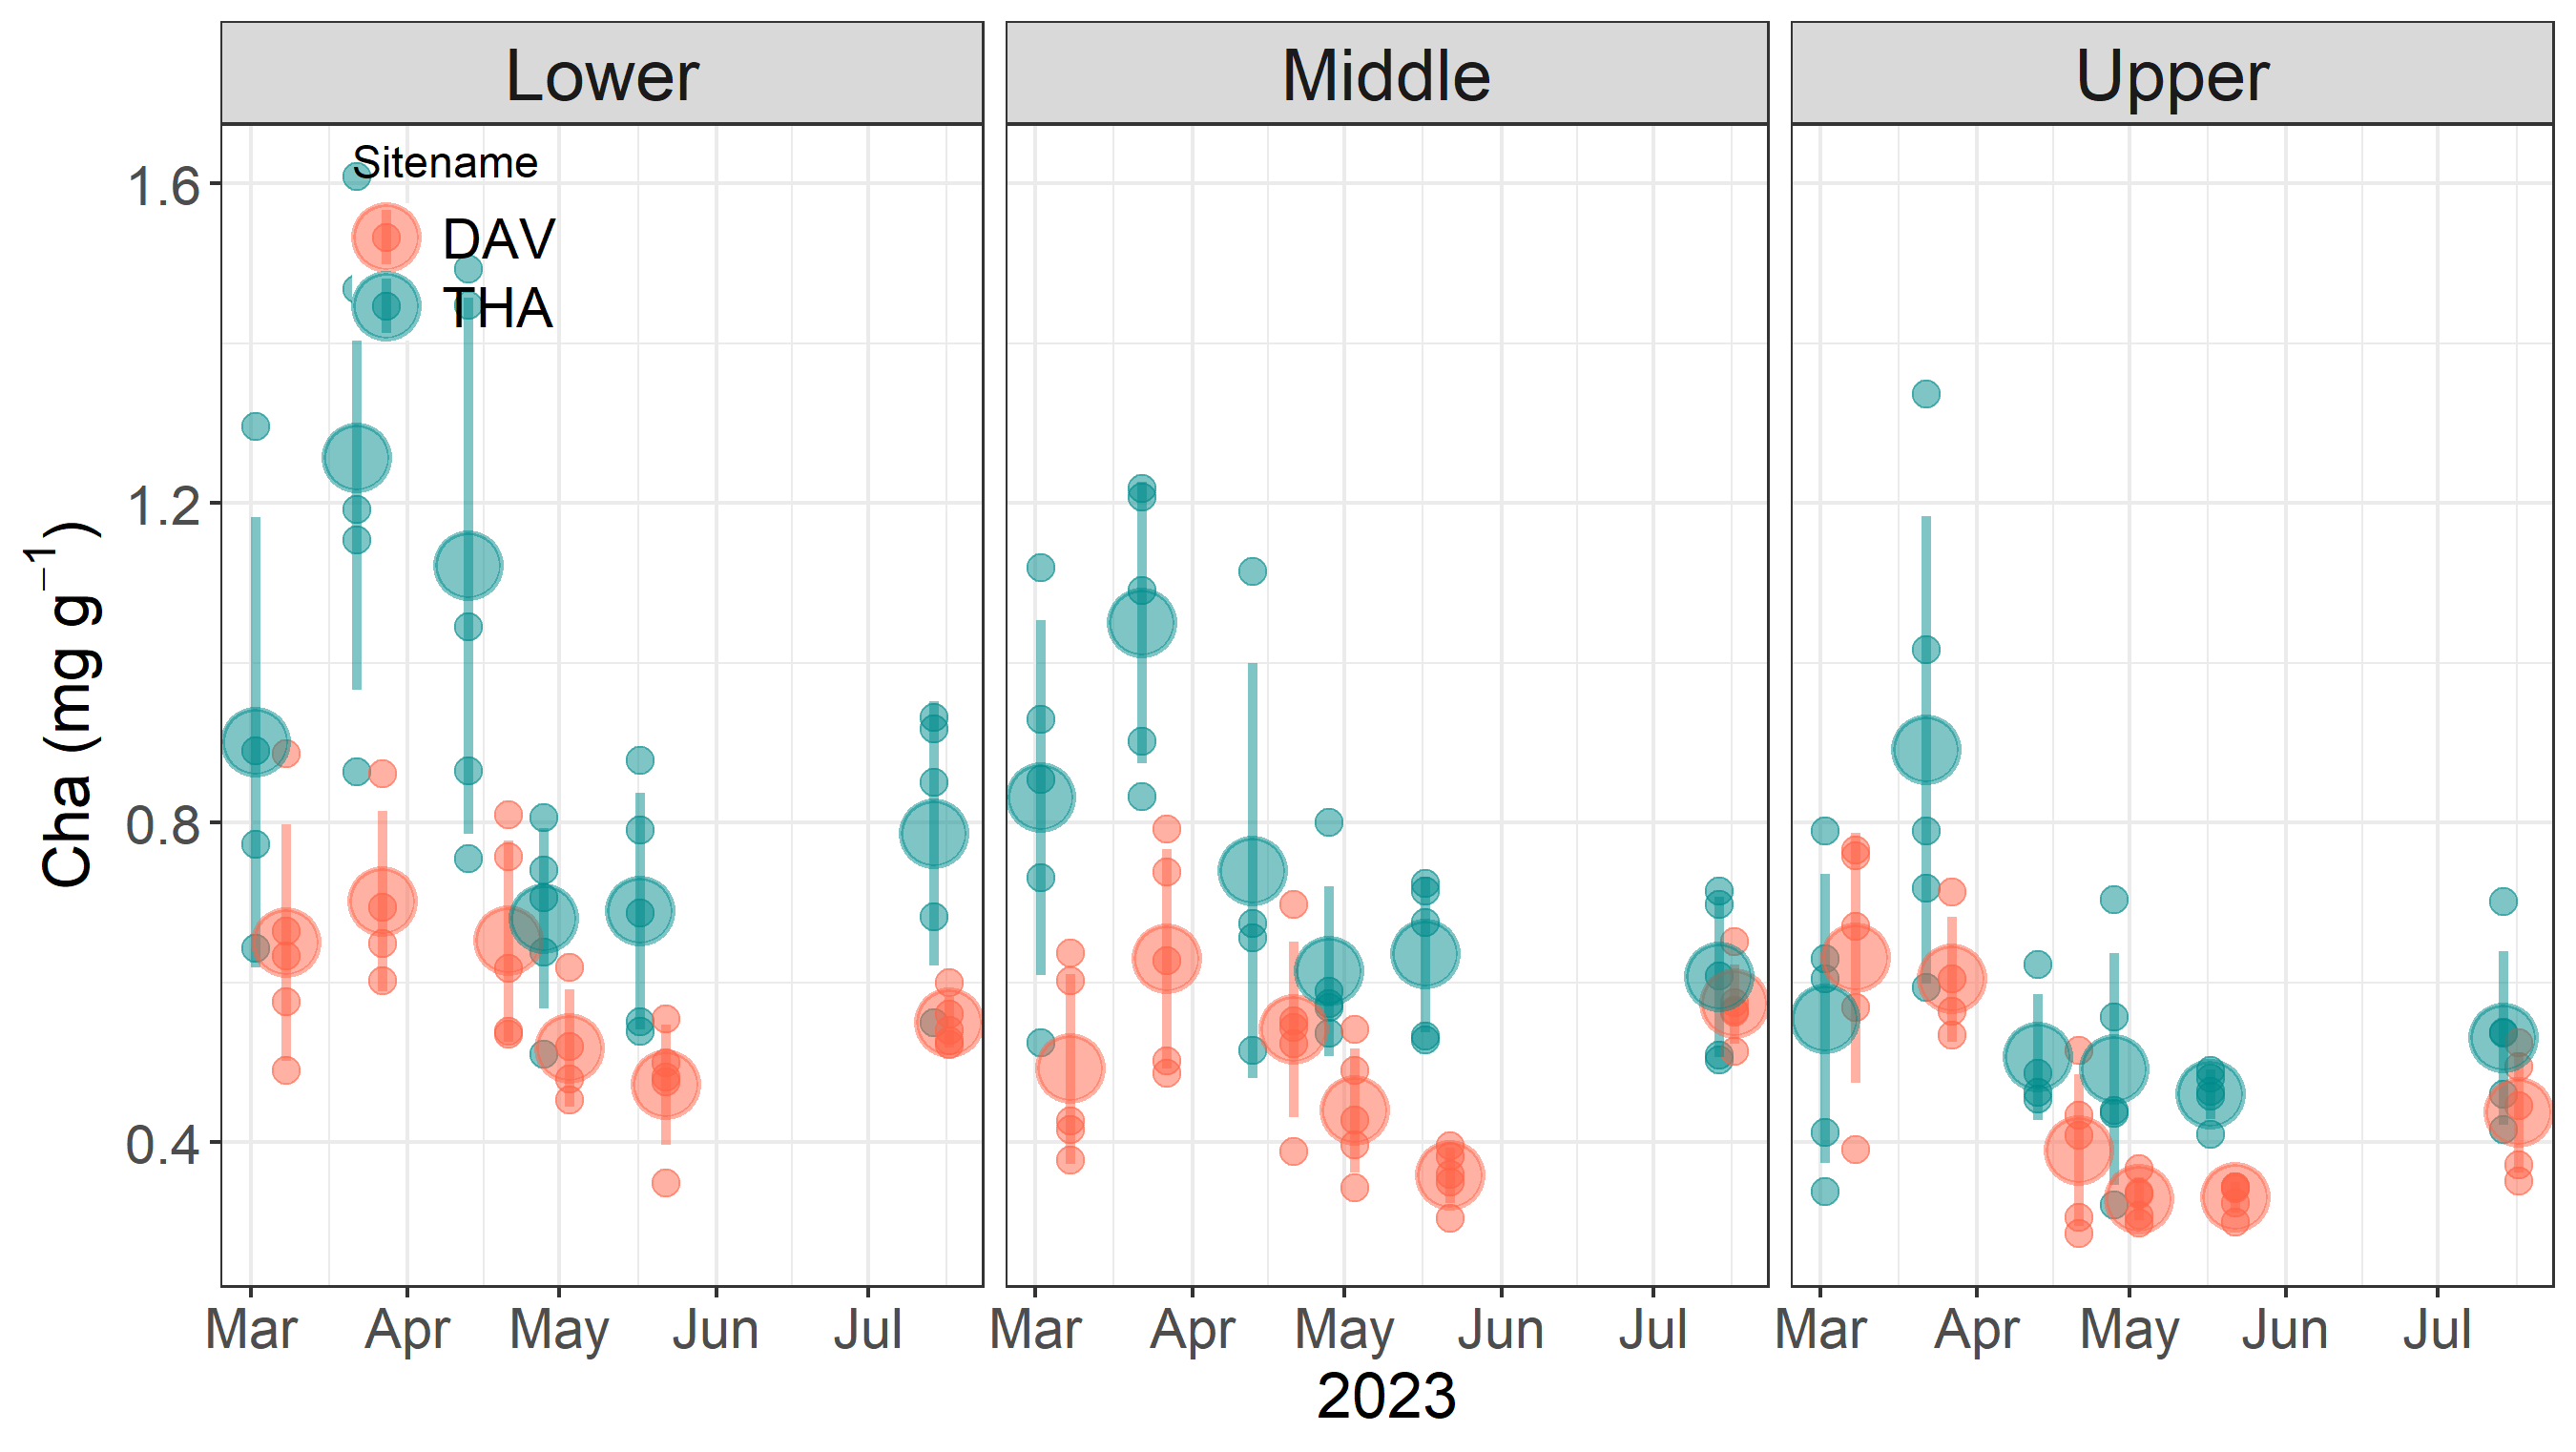 Lower Middle Upper
Sitename
DAV
THA
1.6
1.2
0.8
0.4
Cha (mg g⁻¹)
Mar Apr May Jun Jul Mar Apr May Jun Jul Mar Apr May Jun Jul
2023